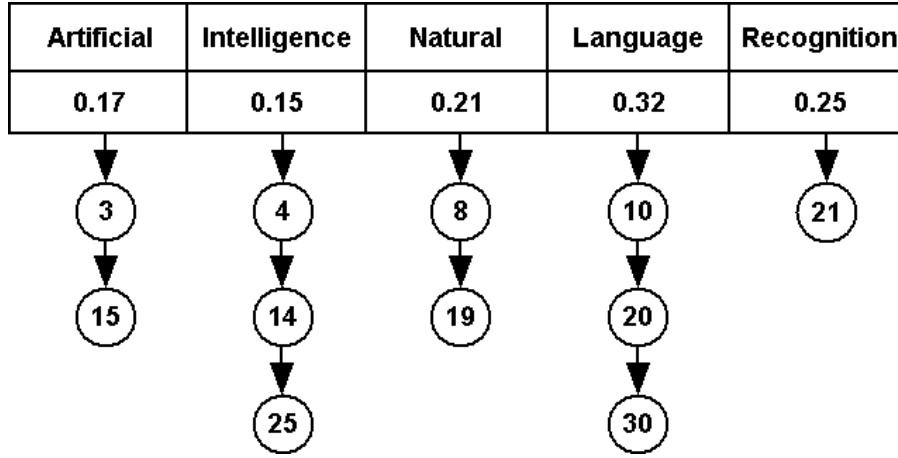 Artificial Intelligence Natural Language Recognition
0.17 0.15 0.21 0.32 0.25
3 4 8 10 21
15 14 19 20
25 30